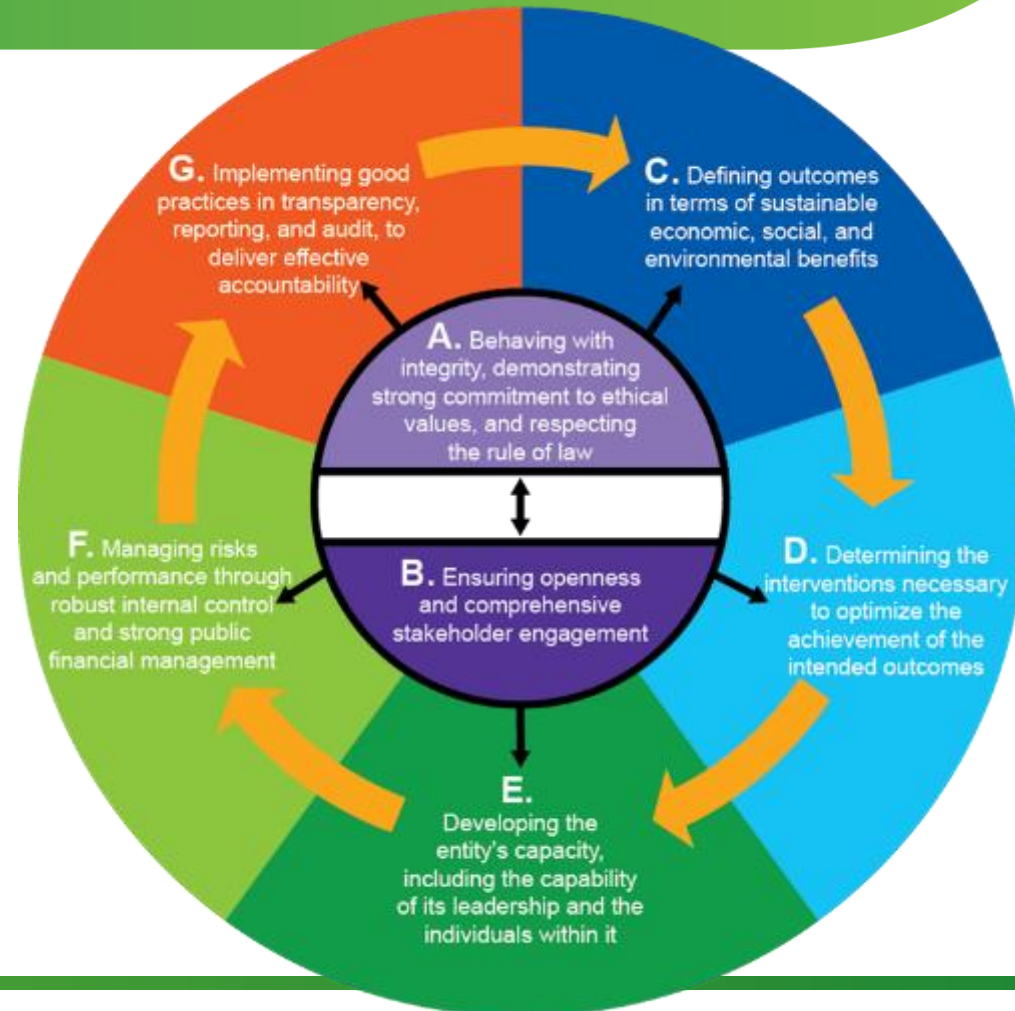 G. Implementing good
practices in transparency,
reporting, and audit, to
deliver effective
accountability
C. Defining outcomes
in terms of sustainable
economic, social, and
environmental benefits
A. Behaving with
integrity, demonstrating
strong commitment to ethical
values, and respecting
the rule of law
F. Managing risks
and performance through
robust internal control
and strong public
financial management
B. Ensuring openness
and comprehensive
stakeholder engagement
D. Determining the
interventions necessary
to optimize the
achievement of the
intended outcomes
E.
Developing the
entity's capacity,
including the capability
of its leadership and the
individuals within it